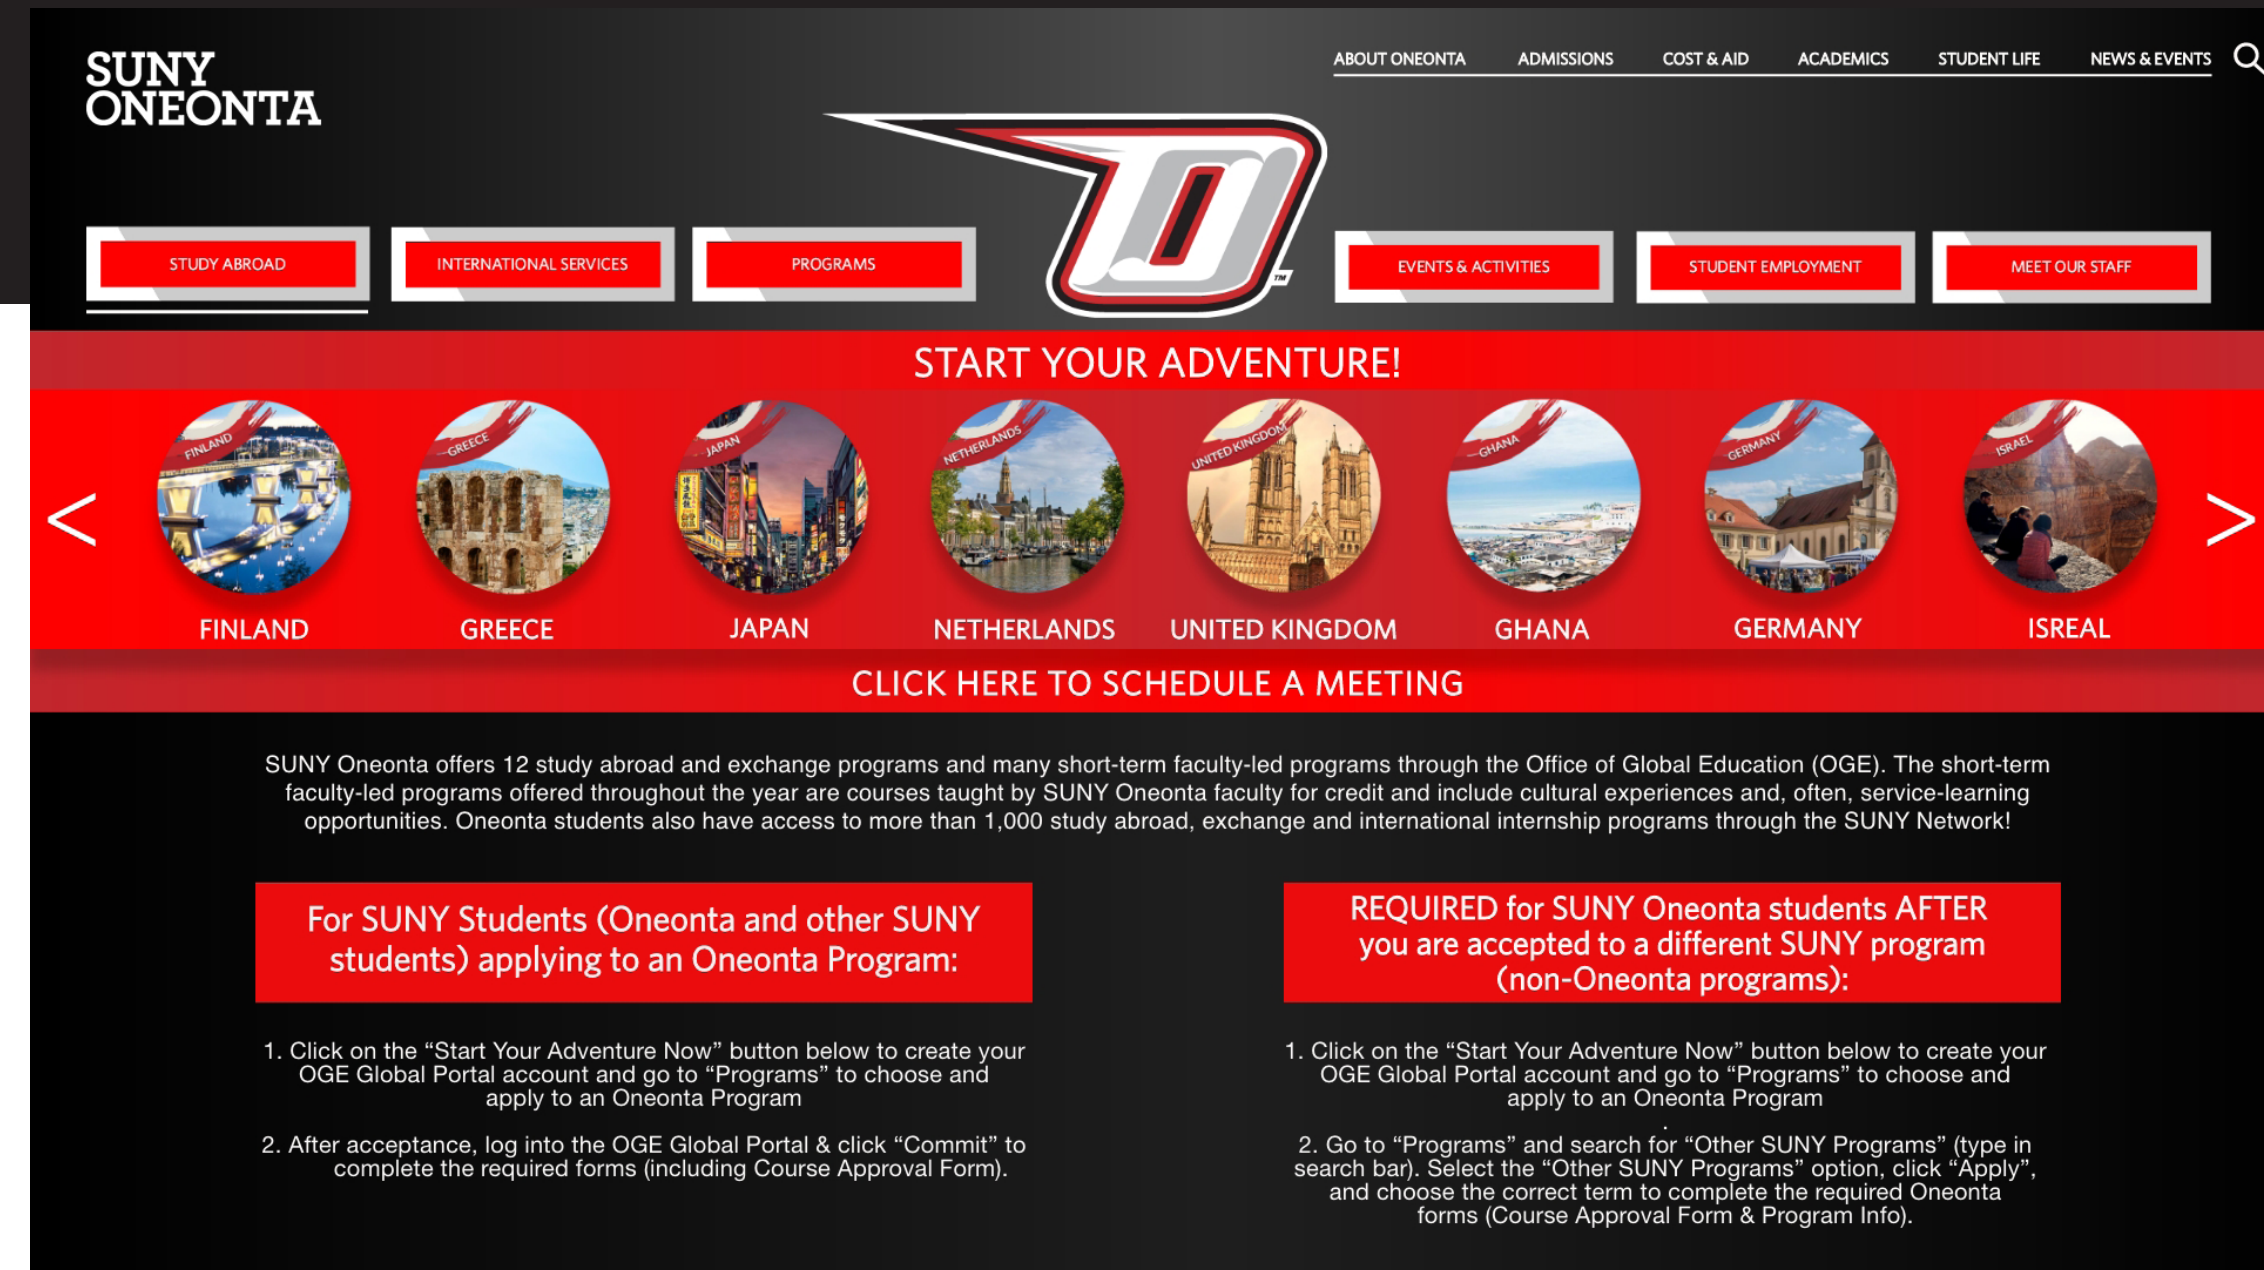 SUNY
ONEONTA
ABOUT ONEONTA ADMISSIONS COST & AID ACADEMICS STUDENT LIFE NEWS & EVENTS
TM
STUDY ABROAD INTERNATIONAL SERVICES PROGRAMS EVENTS & ACTIVITIES STUDENT EMPLOYMENT MEET OUR STAFF
START YOUR ADVENTURE!
FINLAND GREECE JAPAN NETHERLANDS UNITED KINGDOM GHANA GERMANY ISRAEL
< >
FINLAND GREECE JAPAN NETHERLANDS UNITED KINGDOM GHANA GERMANY ISREAL
CLICK HERE TO SCHEDULE A MEETING
SUNY Oneonta offers 12 study abroad and exchange programs and many short-term faculty-led programs through the Office of Global Education (OGE). The short-term
faculty-led programs offered throughout the year are courses taught by SUNY Oneonta faculty for credit and include cultural experiences and, often, service-learning
opportunities. Oneonta students also have access to more than 1,000 study abroad, exchange and international internship programs through the SUNY Network!
For SUNY Students (Oneonta and other SUNY
students) applying to an Oneonta Program:
1. Click on the “Start Your Adventure Now” button below to create your
OGE Global Portal account and go to “Programs” to choose and
apply to an Oneonta Program
2. After acceptance, log into the OGE Global Portal & click “Commit” to
complete the required forms (including Course Approval Form).
REQUIRED for SUNY Oneonta students AFTER
you are accepted to a different SUNY program
(non-Oneonta programs):
1. Click on the “Start Your Adventure Now” button below to create your
OGE Global Portal account and go to “Programs” to choose and
apply to an Oneonta Program
.
2. Go to “Programs” and search for “Other SUNY Programs” (type in
search bar). Select the “Other SUNY Programs” option, click “Apply”,
and choose the correct term to complete the required Oneonta
forms (Course Approval Form & Program Info).